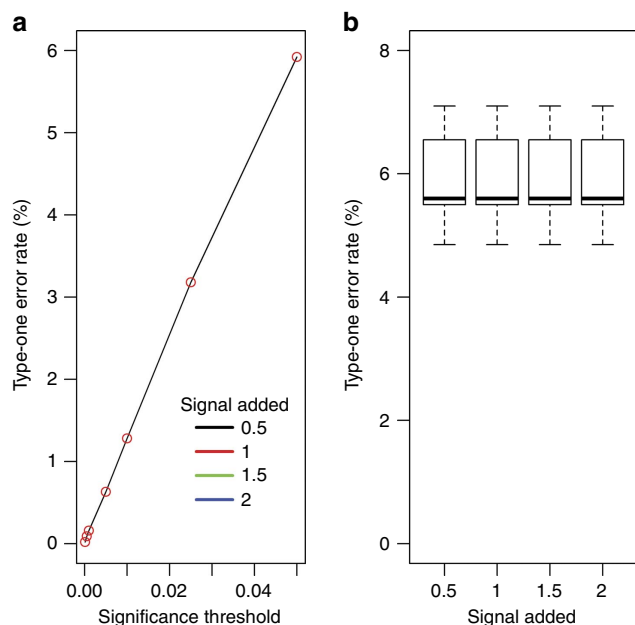 a
Type-one error rate (%)
6
5
4
3
2
1
0
Signal added
0.5
1
1.5
2
0.00 0.02 0.04
Significance threshold
b
Type-one error rate (%)
8
6
4
2
0
0.5 1 1.5 2
Signal added